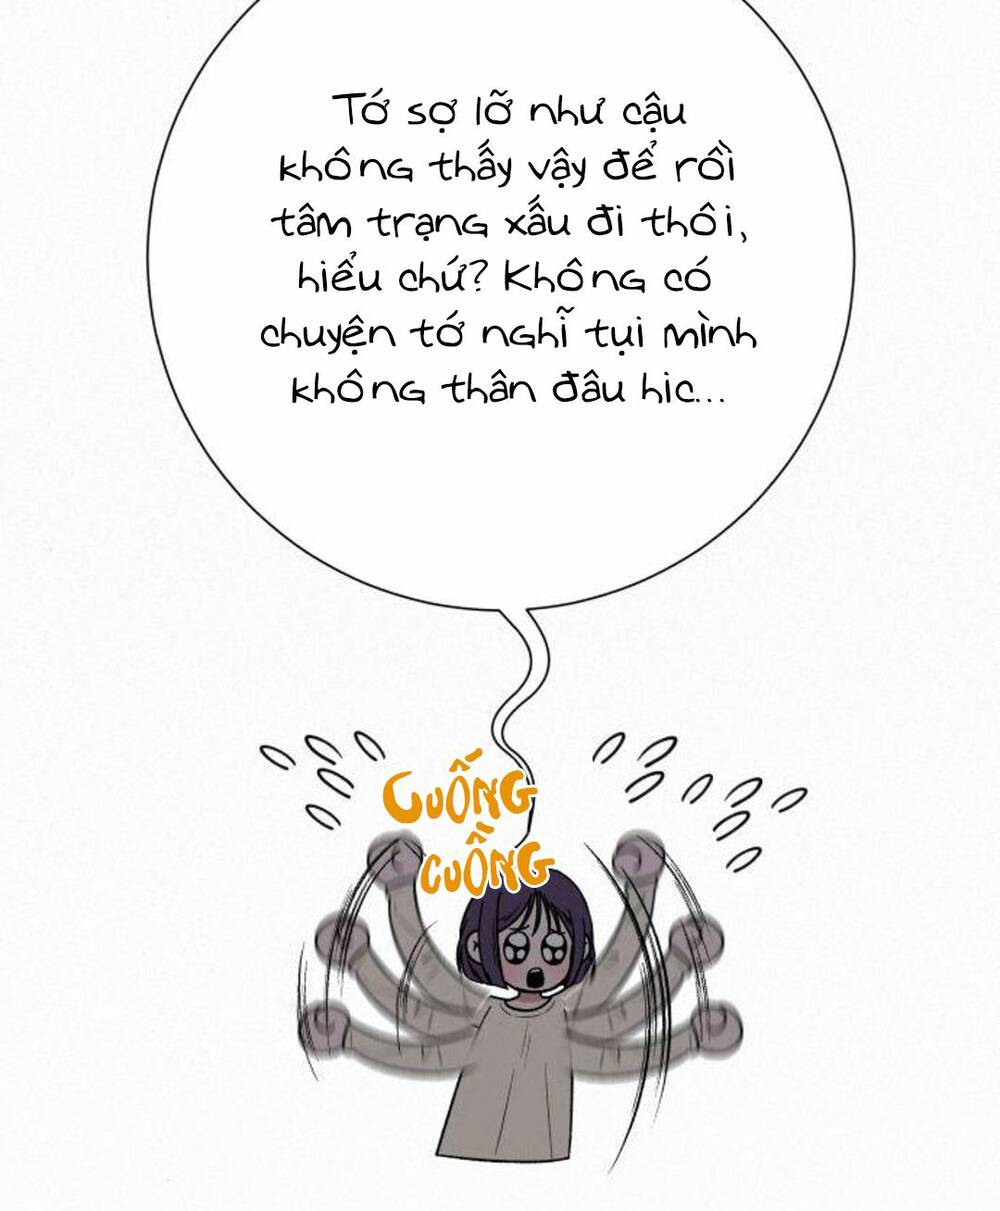 Tớ sợ lỡ như cậu
không thấy vậy để rồi
tâm trạng xấu đi thôi,
hiểu chứ? Không có
chuyện tớ nghĩ tụi mình
không thân đâu hic...
CUỐNG
CUỒNG